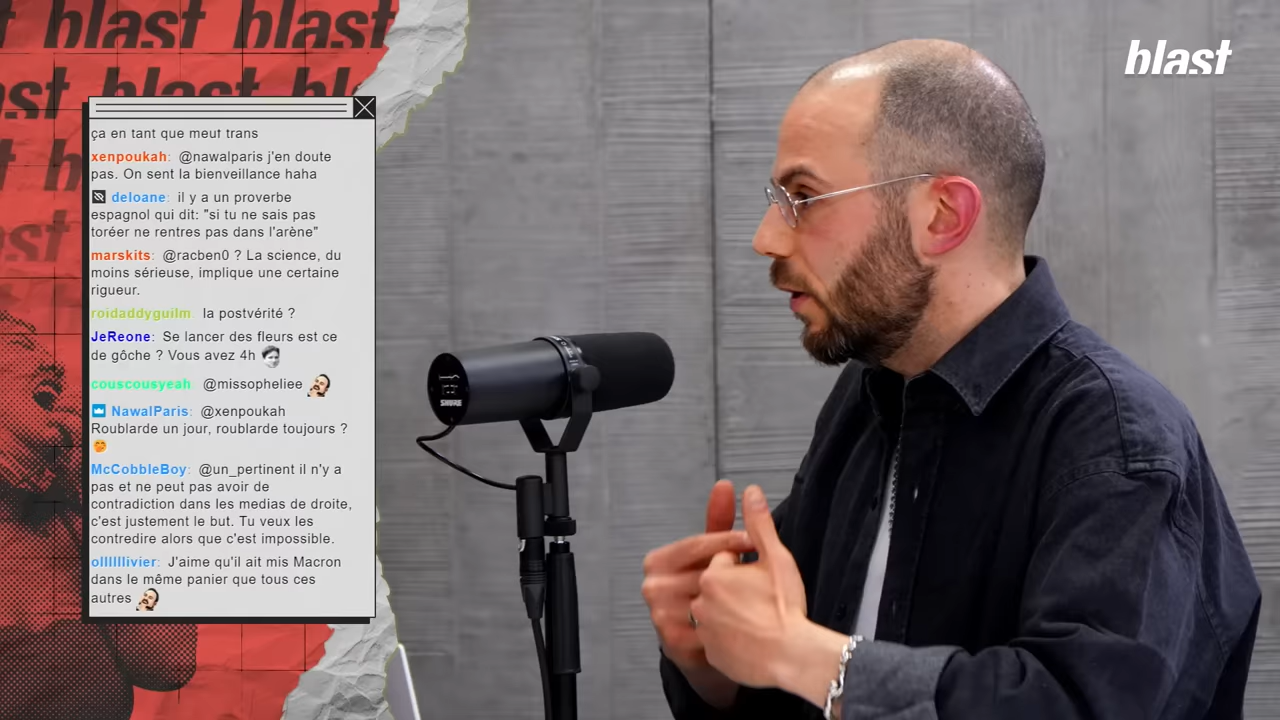 blast blast
blast
ast blast bl
ça en tant que meuf trans
xenpoukah: @nawalparis j'en doute
pas. On sent la bienveillance haha
deloane: il y a un proverbe
espagnol qui dit: "si tu ne sais pas
toréer ne rentres pas dans l'arène"
marskits: @racben0 ? La science, du
moins sérieuse, implique une certaine
rigueur.
roidaddyguilm: la postvérité ?
JeReone: Se lancer des fleurs est ce
de gôche ? Vous avez 4h
couscousyeah: @missopheliee
NawalParis: @xenpoukah
Roublarde un jour, roublarde toujours ?
McCobbleBoy: @un_pertinent il n'y a
pas et ne peut pas avoir de
contradiction dans les medias de droite,
c'est justement le but. Tu veux les
contredire alors que c'est impossible.
ollllllivier: J'aime qu'il ait mis Macron
dans le même panier que tous ces
autres
SHURE